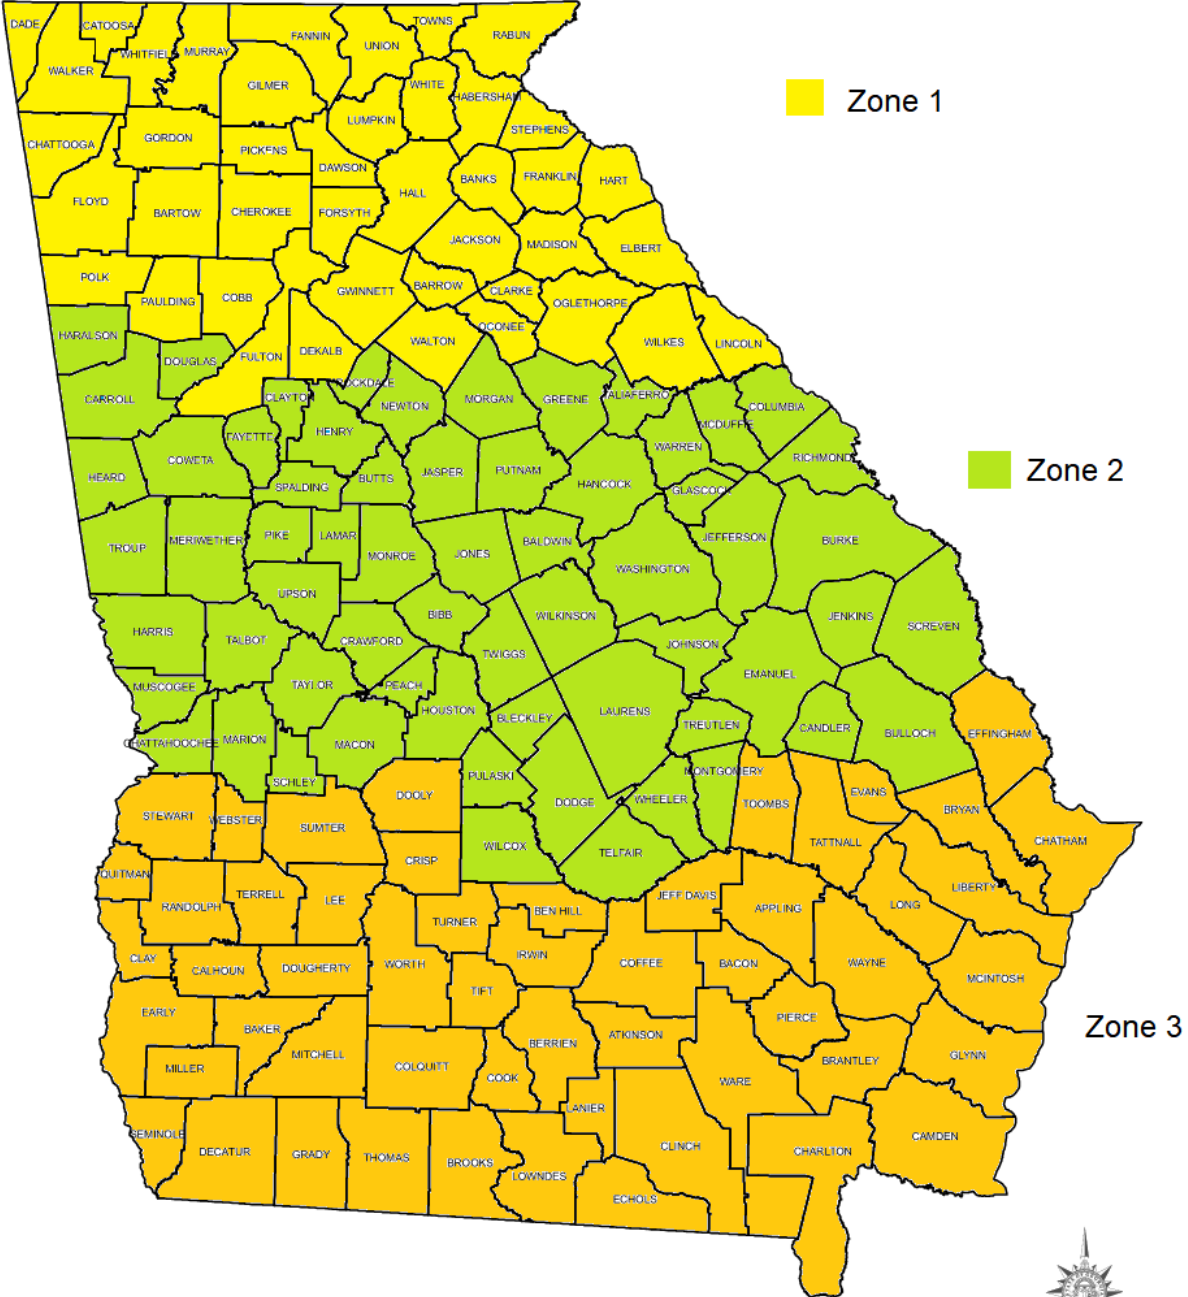 DADE
CATOOSA
WHITFIEL
MURRAY
FANNIN
UNION
TOWNS
RABUN
WALKER
GILMER
WHITE
HABERSHAM
LUMPKIN
STEPHENS
Zone 1
CHATTOOGA
GORDON
PICKENS
DAWSON
HALL
BANKS
FRANKLIN
HART
FLOYD
BARTOW
CHEROKEE
FORSYTH
JACKSON
MADISON
ELBERT
POLK
PAULDING
COBB
GWINNETT
BARROW
CLARKE
OGLETHORPE
HARALSON
DOUGLAS
FULTON
DEKALB
WALTON
OCONEE
WILKES
LINCOLN
CARROLL
CLAYTON
ROCKDALE
NEWTON
MORGAN
GREENE
TALIAFERRO
COLUMBIA
MCDUFFIE
HEARD
COWETA
FAYETTE
HENRY
SPALDING
BUTTS
JASPER
PUTNAM
HANCOCK
WARREN
GLASCOCK
RICHMOND
Zone 2
TROUP
MERIWETHER
PIKE
LAMAR
MONROE
JONES
BALDWIN
WASHINGTON
JEFFERSON
BURKE
UPSON
BIBB
WILKINSON
JENKINS
SCREVEN
HARRIS
TALBOT
CRAWFORD
TWIGGS
JOHNSON
EMANUEL
MUSCOGEE
TAYLOR
PEACH
HOUSTON
BLECKLEY
LAURENS
TREUTLEN
CANDLER
BULLOCH
EFFINGHAM
CHATTAHOOCHEE
MARION
SCHLEY
MACON
PULASKI
DODGE
WHEELER
MONTGOMERY
TOOMBS
EVANS
BRYAN
STEWART
WEBSTER
SUMTER
DOOLY
CRISP
WILCOX
TELFAIR
TATTNALL
CHATHAM
QUITMAN
RANDOLPH
TERRELL
LEE
TURNER
BEN HILL
JEFF DAVIS
APPLING
LONG
LIBERTY
CLAY
CALHOUN
DOUGHERTY
WORTH
IRWIN
COFFEE
BACON
WAYNE
MCINTOSH
TIFT
EARLY
BAKER
MITCHELL
BERRIEN
ATKINSON
PIERCE
BRANTLEY
GLYNN
Zone 3
MILLER
COLQUITT
COOK
LANIER
WARE
SEMINOLE
DECATUR
GRADY
THOMAS
BROOKS
LOWNDES
CLINCH
ECHOLS
CHARLTON
CAMDEN